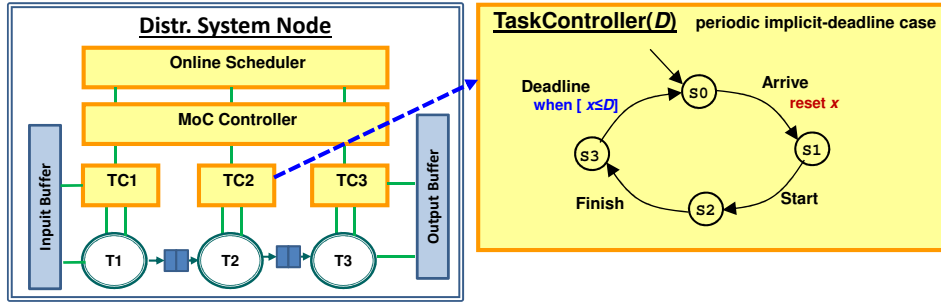 Distr. System Node
Online Scheduler
MoC Controller
Inpuit Buffer
TC1
TC2
TC3
Output Buffer
T1
T2
T3
TaskController(D) periodic implicit-deadline case
S0
Deadline
when [ x≤D]
Arrive
reset x
S3
S1
Finish
S2
Start